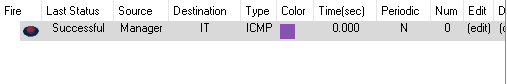 Fire Last Status Source Destination Type Color Time(sec) Periodic Num Edit D
Successful Manager IT ICMP 0.000 N 0 (edit) (